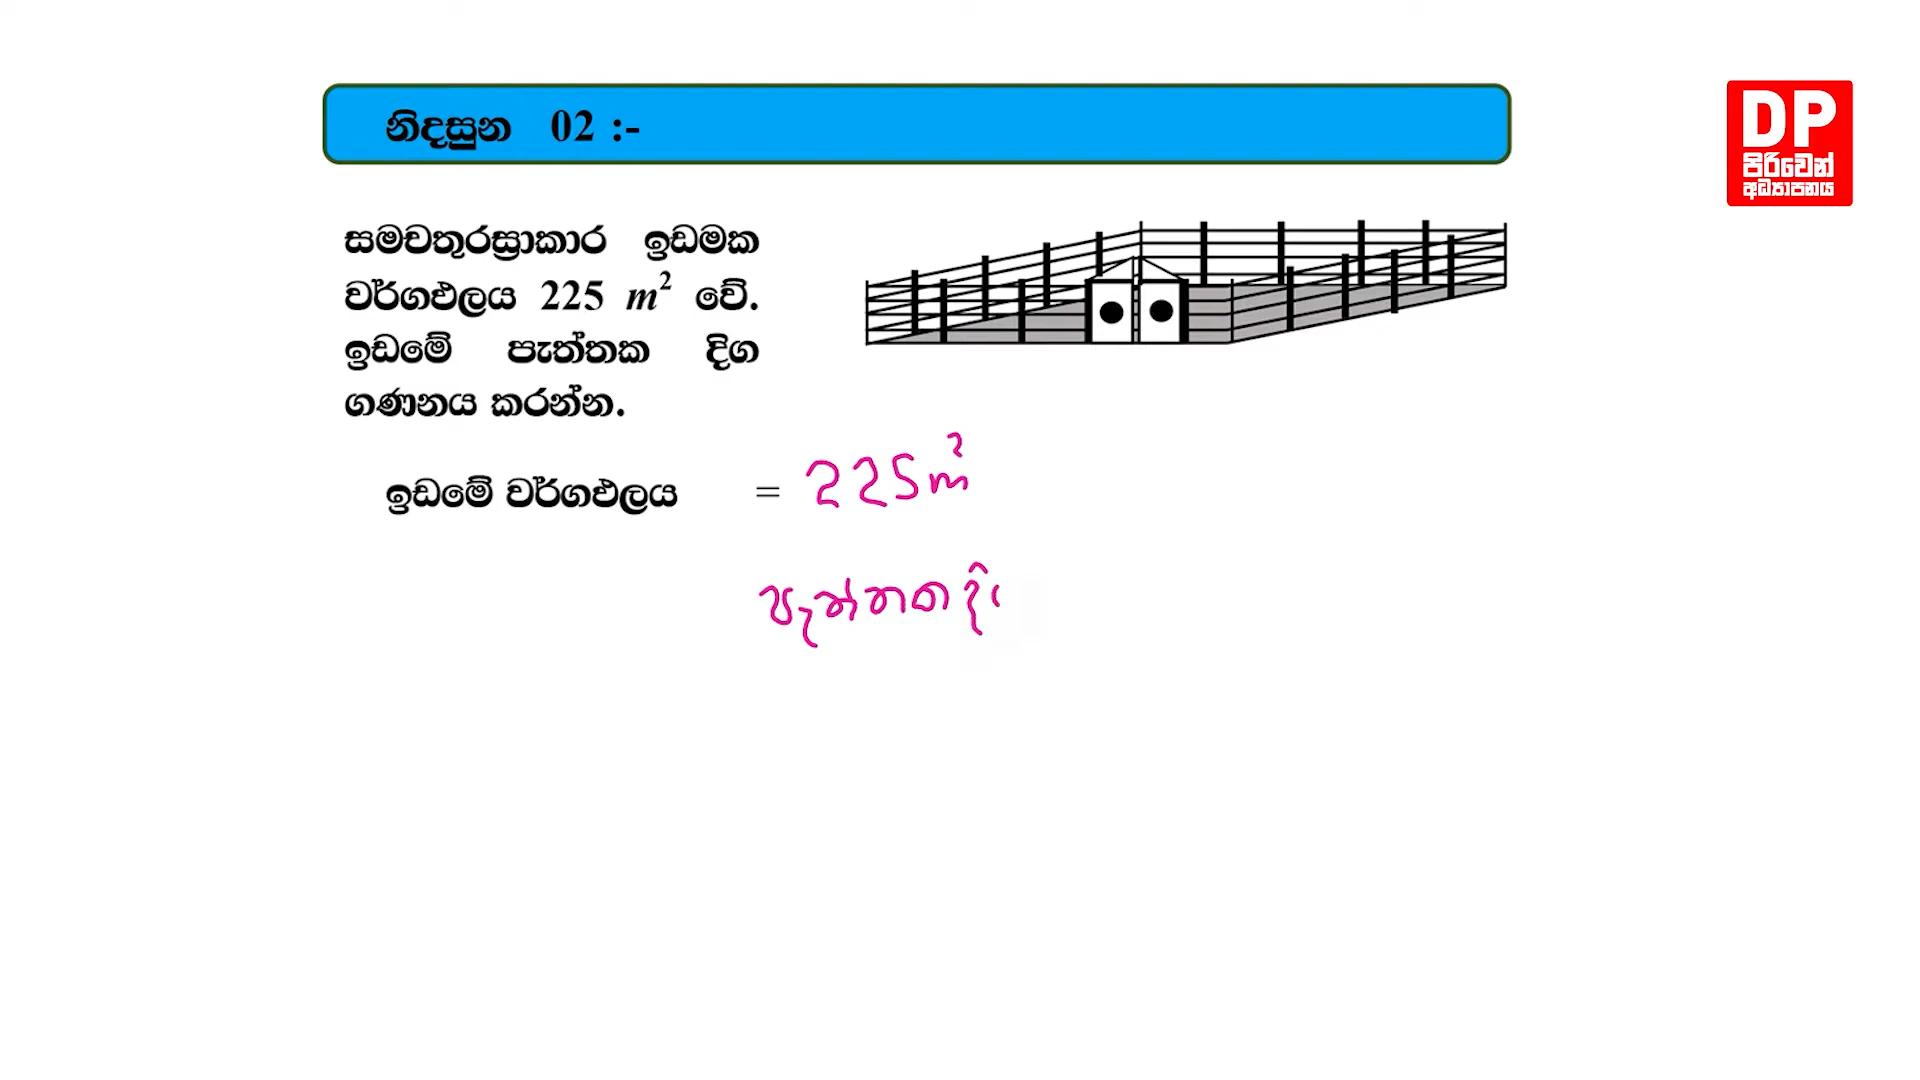 නිදසුන 02 :-
DP
පිරිවෙන්
අධ්‍යාපනය
සමචතුරස්‍රාකාර ඉඩමක
වර්ගඵලය 225 m² වේ.
ඉඩමේ පැත්තක දිග
ගණනය කරන්න.
ඉඩමේ වර්ගඵලය = 225m²
පැත්තක දි